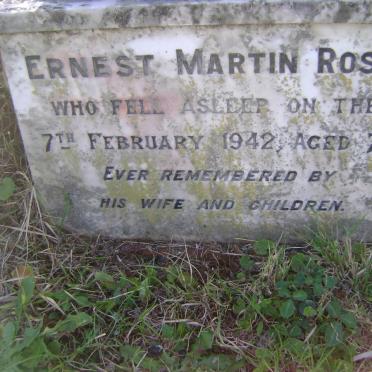 ERNEST MARTIN ROS
WHO FELL ASLEEP ON THE
7TH FEBRUARY 1942, AGED 7
EVER REMEMBERED BY
HIS WIFE AND CHILDREN.